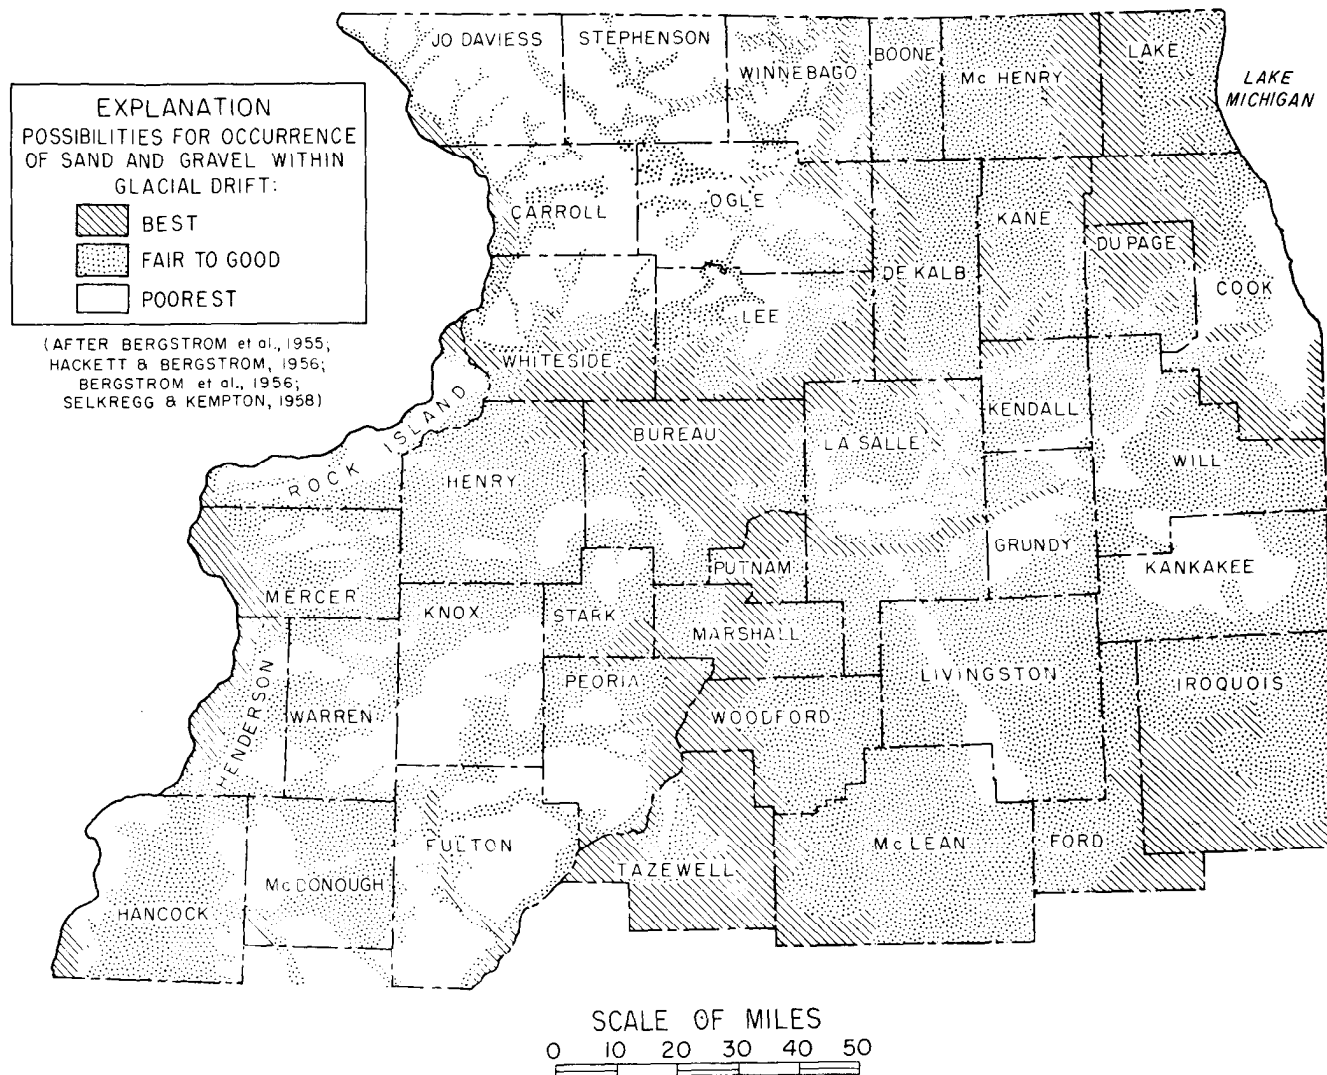 EXPLANATION
POSSIBILITIES FOR OCCURRENCE
OF SAND AND GRAVEL WITHIN
GLACIAL DRIFT:
BEST
FAIR TO GOOD
POOREST
(AFTER BERGSTROM et al., 1955;
HACKETT & BERGSTROM, 1956;
BERGSTROM et al., 1956;
SELKREGG & KEMPTON, 1958)
JO DAVIESS
STEPHENSON
WINNEBAGO
BOONE
Mc HENRY
LAKE
LAKE
MICHIGAN
CARROLL
OGLE
DE KALB
KANE
DU PAGE
COOK
WHITESIDE
LEE
ROCK ISLAND
HENRY
BUREAU
LA SALLE
KENDALL
WILL
MERCER
KNOX
STARK
PUTNAM
MARSHALL
GRUNDY
KANKAKEE
HENDERSON
WARREN
PEORIA
WOODFORD
LIVINGSTON
IROQUOIS
HANCOCK
McDONOUGH
FULTON
TAZEWELL
McLEAN
FORD
SCALE OF MILES
0 10 20 30 40 50